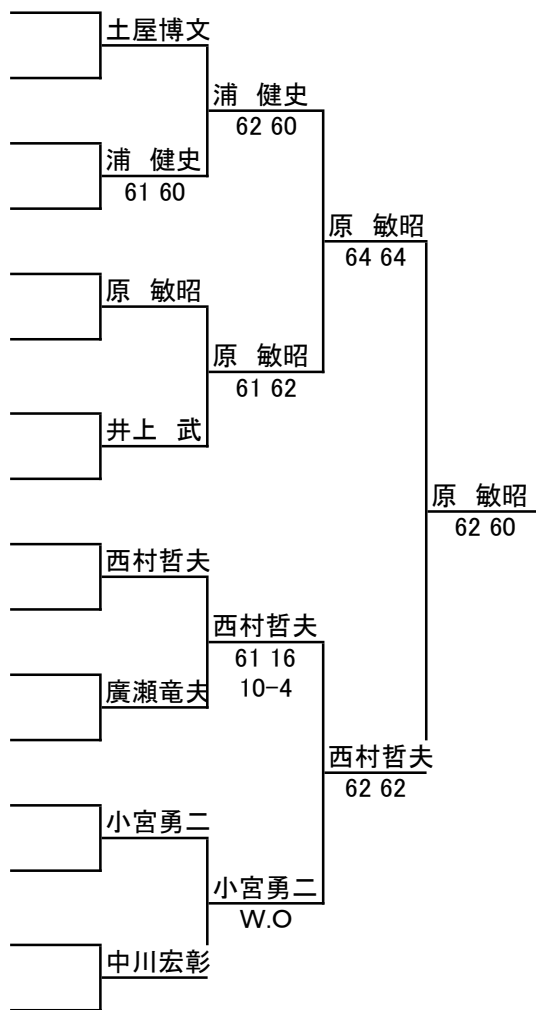 土屋博文
浦 健史
62 60
浦 健史
61 60
原 敏昭
64 64
原 敏昭
原 敏昭
61 62
井上 武
原 敏昭
62 60
西村哲夫
西村哲夫
61 16
10-4
廣瀬竜夫
西村哲夫
62 62
小宮勇二
小宮勇二
W.O
中川宏彰